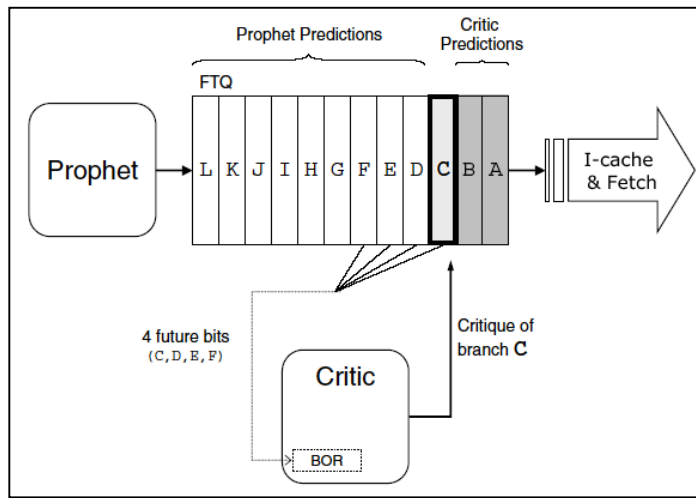 Prophet Predictions
Critic
Predictions
FTQ
Prophet
L K J I H G F E D C B A
I-cache
& Fetch
4 future bits
(C,D,E,F)
Critique of
branch C
Critic
BOR